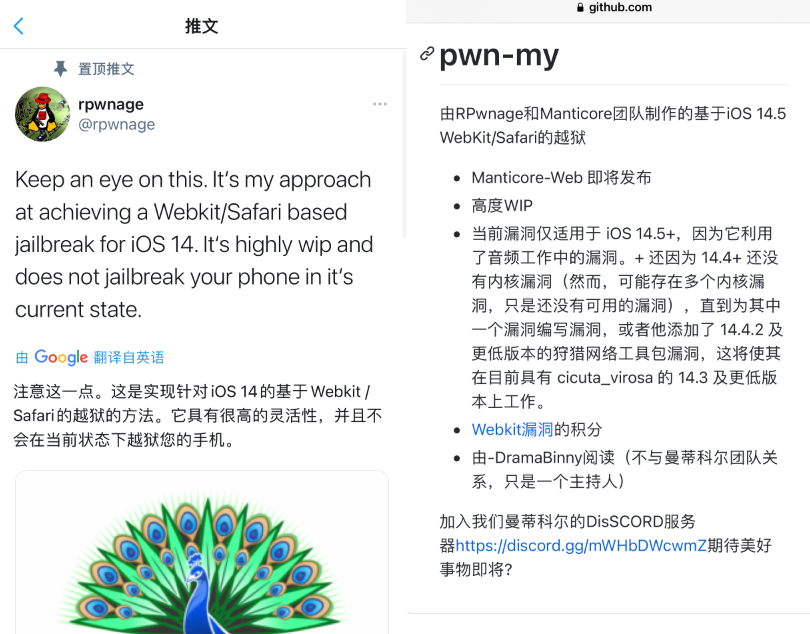 推文
置顶推文
rpwnage
@rpwnage
Keep an eye on this. It's my approach
at achieving a Webkit/Safari based
jailbreak for iOS 14. It's highly wip and
does not jailbreak your phone in it's
current state.
由 Google 翻译自英语
注意这一点。这是实现针对 iOS 14 的基于 Webkit /
Safari 的越狱的方法。它具有很高的灵活性，并且不
会在当前状态下越狱您的手机。
github.com
pwn-my
由RPwnage和Manticore团队制作的基于iOS 14.5
WebKit/Safari的越狱
Manticore-Web 即将发布
高度WIP
当前漏洞仅适用于 iOS 14.5+，因为它利用
了音频工作中的漏洞。+ 还因为 14.4+ 还没
有内核漏洞（然而，可能存在多个内核漏
洞，只是还没有可用的漏洞），直到为其中
一个漏洞编写漏洞，或者他添加了 14.4.2 及
更低版本的狩猎网络工具包漏洞，这将使其
在目前具有 cicuta_virosa 的 14.3 及更低版
本上工作。
Webkit漏洞的积分
由-DramaBinny阅读（不与曼蒂科尔团队关
系，只是一个主持人）
加入我们曼蒂科尔的DisSCORD服务
器https://discord.gg/mWHbDWcwmZ期待美好
事物即将?